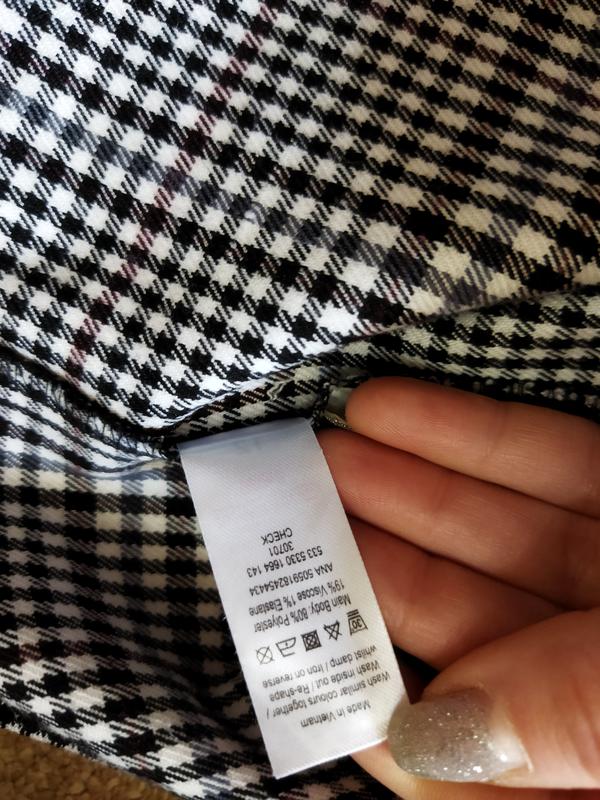 Made in Vietnam
Wash similar colours together /
Wash inside out / Re-shape
whilst damp / Iron on reverse
30
Main body: 80% Polyester
19% Viscose 1% Elastane
ANA 5059182454434
533 5330 1664 143
30701
CHECK